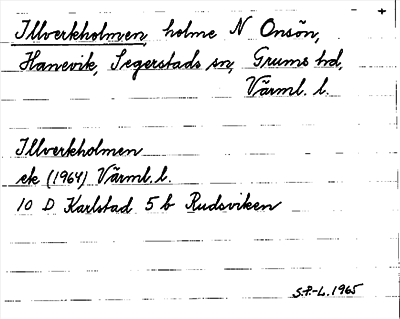 Illverkholmen, holme N Onsön,
Hanevik, Segerstads sn, Grums hd,
Värml. l.
Illverkholmen
ek (1964) Värml. l.
10 D Karlstad 5 b Rudsviken
S.P.-L. 1965